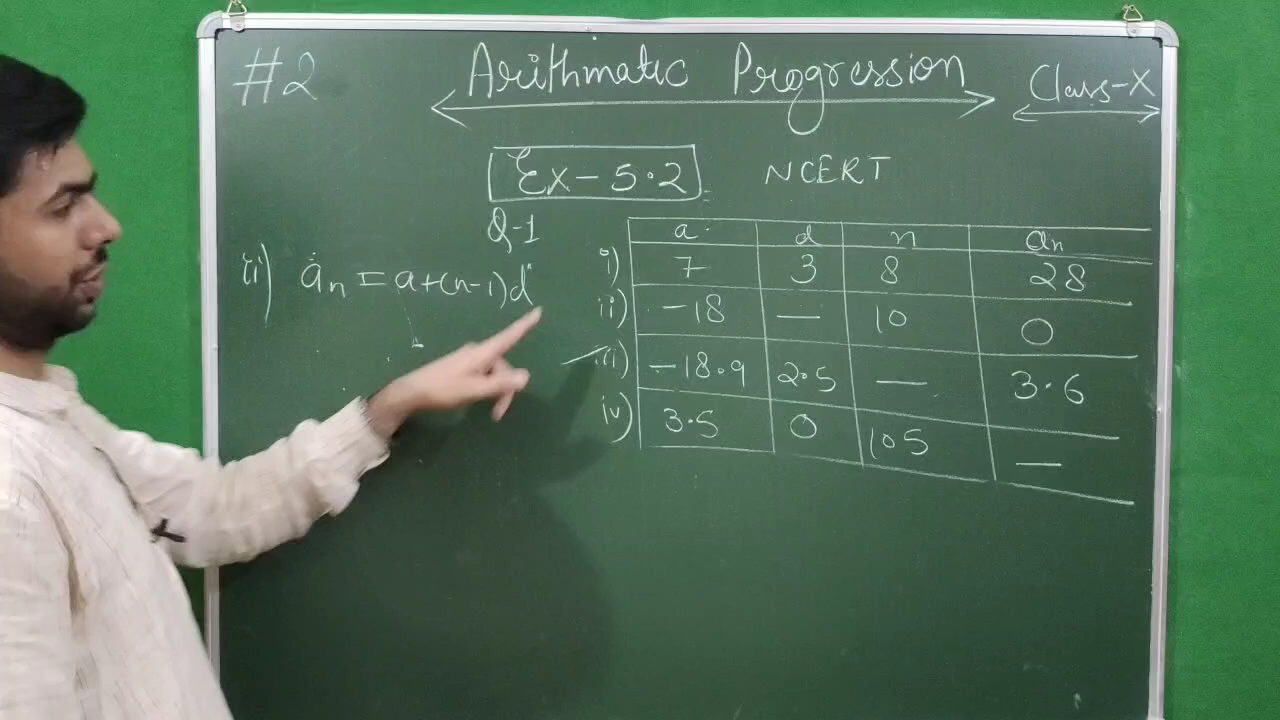 #2
Arithmatic Progression
Class-X
Ex-5.2
NCERT
Q-1
a d n an
i) 7 3 8 28
ii) -18 — 10 0
iii) -18.9 2.5 — 3.6
iv) 3.5 0 105 —
ii) an = a+(n-1)d